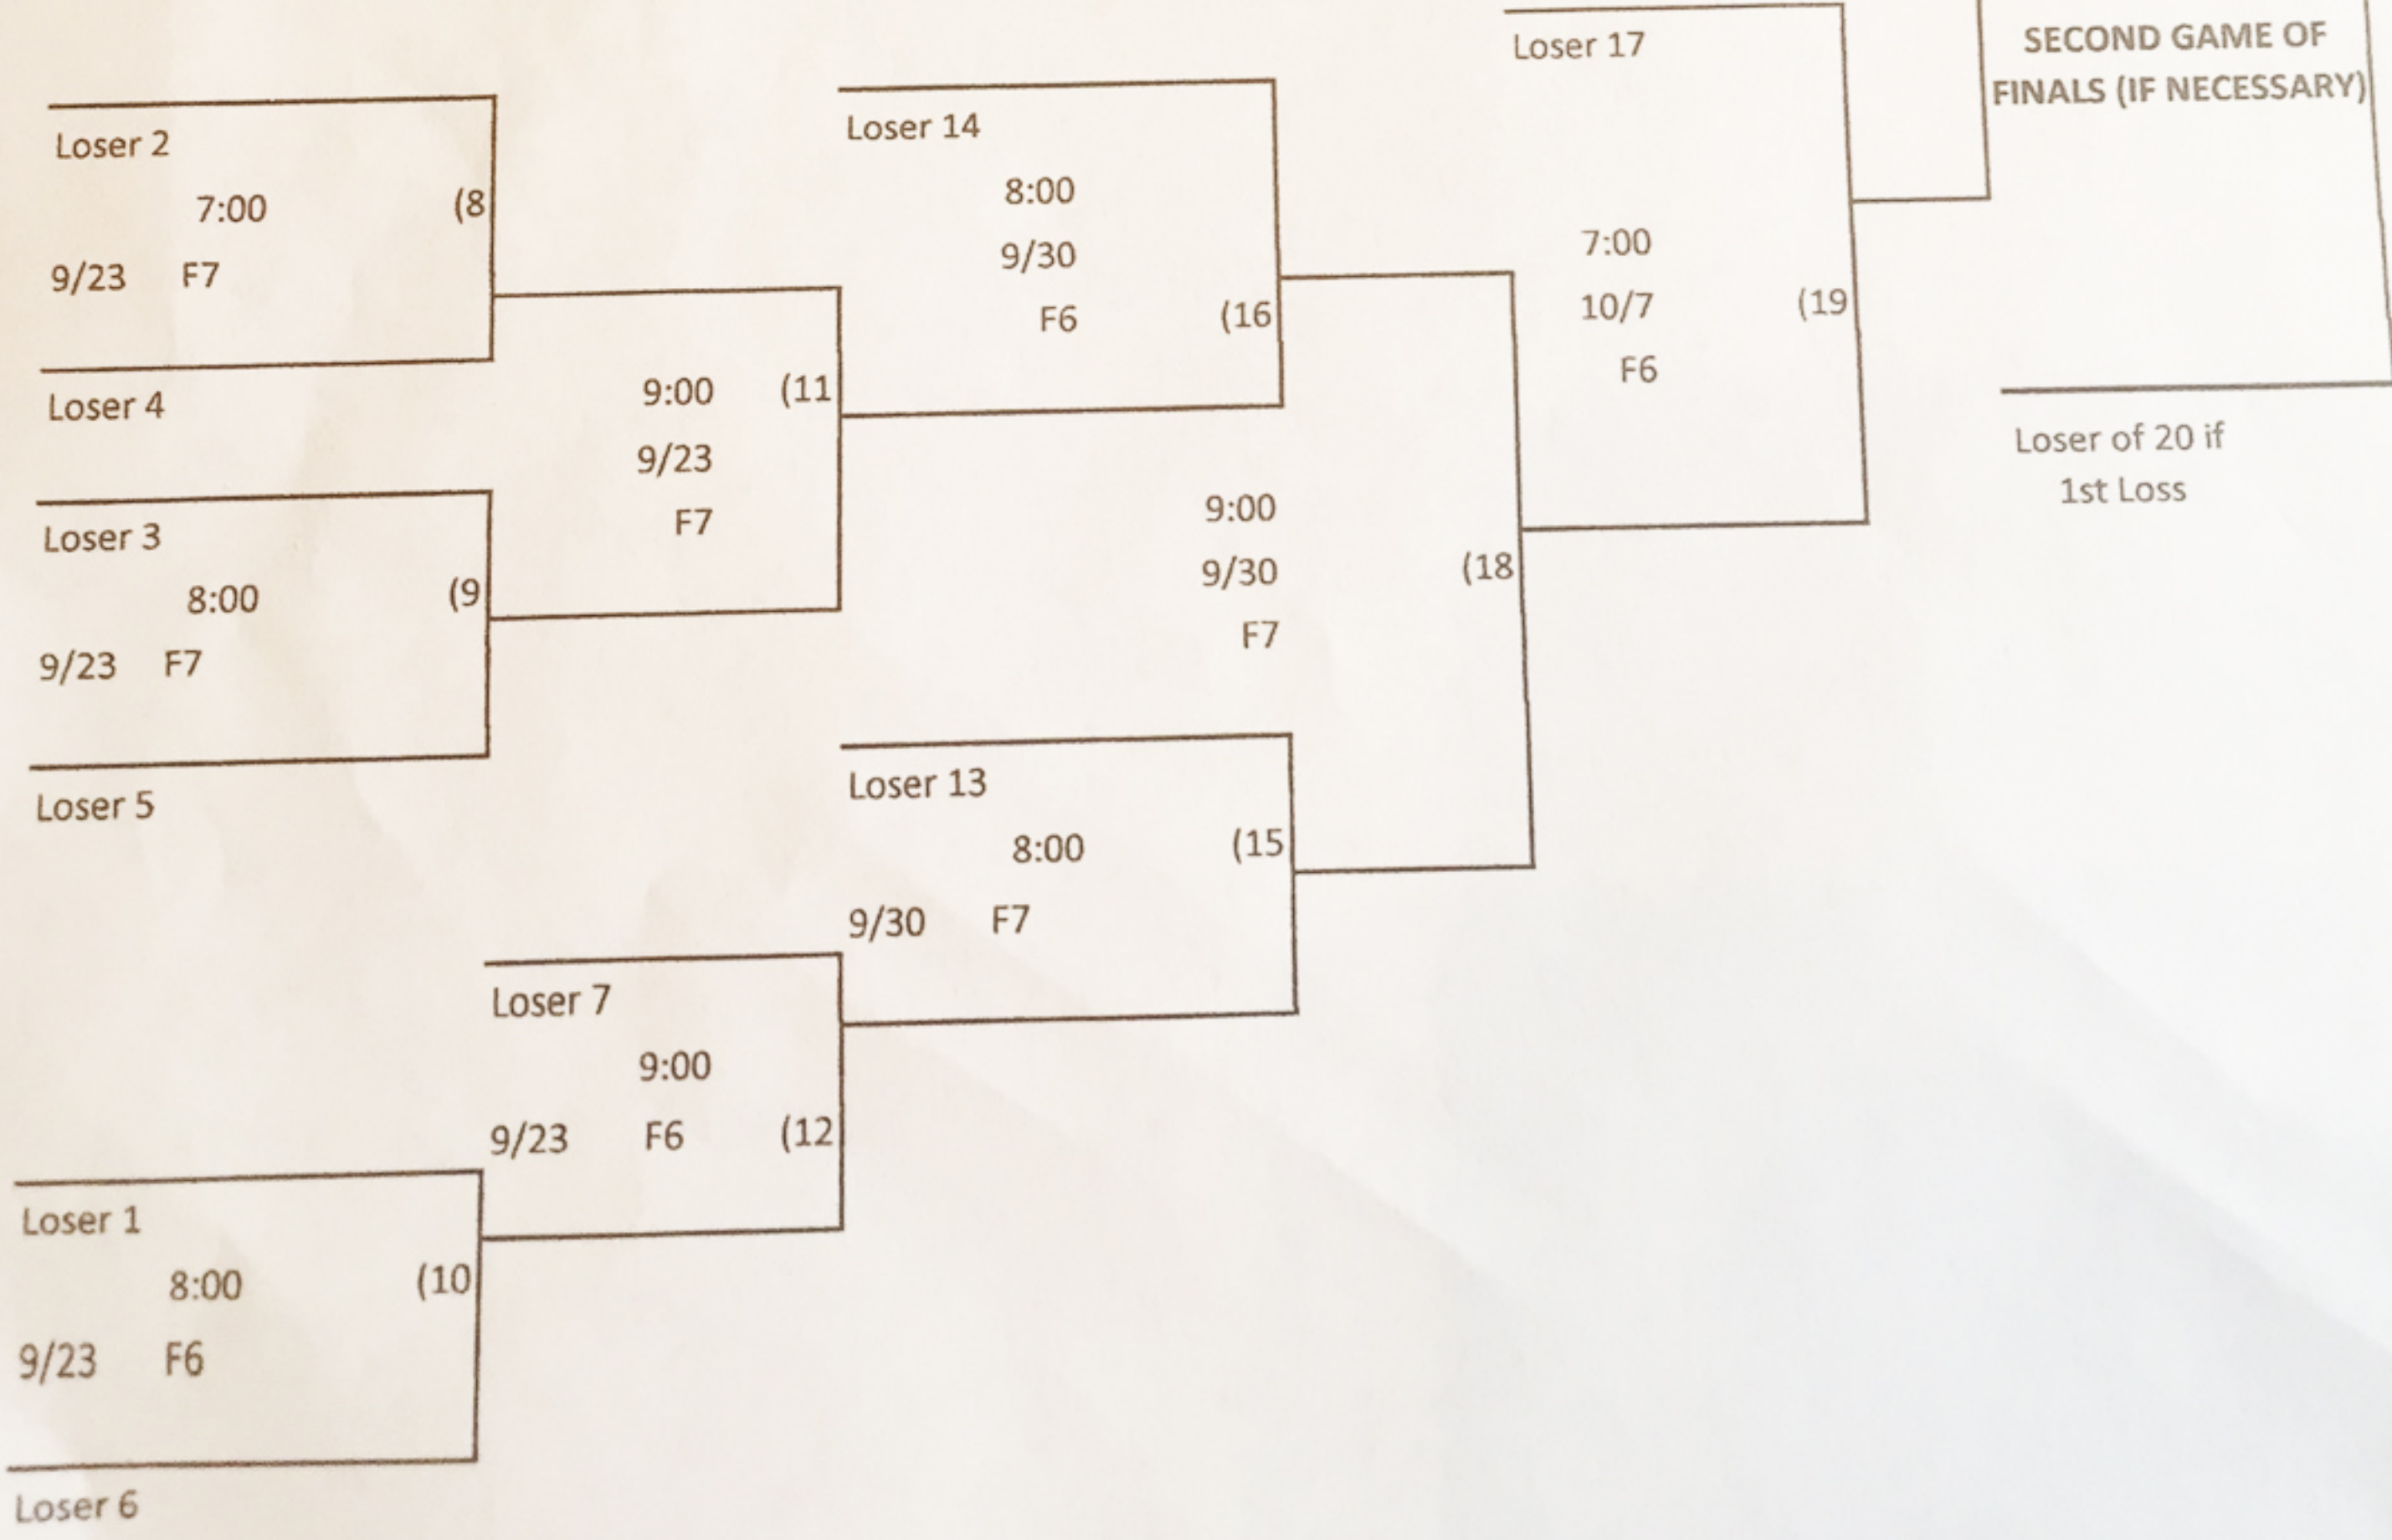 Loser 17
SECOND GAME OF
FINALS (IF NECESSARY)
Loser 2
7:00 (8
9/23 F7
Loser 4
Loser 14
8:00
9/30
F6 (16
9:00 (11
9/23
F7
7:00
10/7 (19
F6
Loser of 20 if
1st Loss
Loser 3
8:00 (9
9/23 F7
Loser 5
9:00
9/30 (18
F7
Loser 13
8:00 (15
9/30 F7
Loser 7
9:00
9/23 F6 (12
Loser 1
8:00 (10
9/23 F6
Loser 6